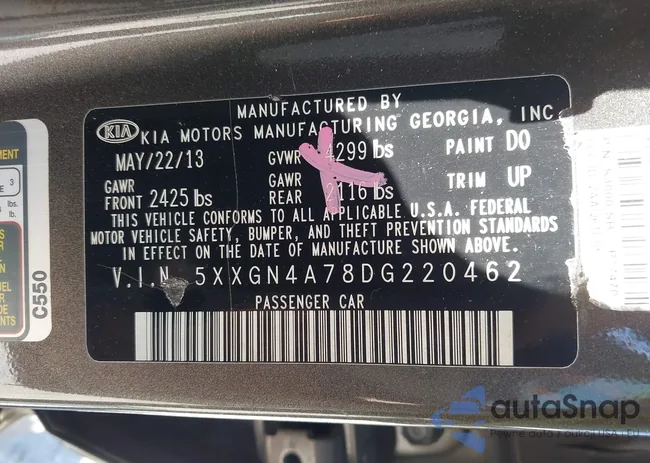 MANUFACTURED BY
KIA KIA MOTORS MANUFACTURING GEORGIA, INC.
MAY/22/13 GVWR 4299 lbs PAINT D0
GAWR FRONT 2425 lbs GAWR REAR 2116 lbs TRIM UP
THIS VEHICLE CONFORMS TO ALL APPLICABLE U.S.A. FEDERAL
MOTOR VEHICLE SAFETY, BUMPER, AND THEFT PREVENTION STANDARDS
IN EFFECT ON THE DATE OF MANUFACTURE SHOWN ABOVE.
V.I.N 5XXGN4A78DG220462
PASSENGER CAR
C550
autaSnap